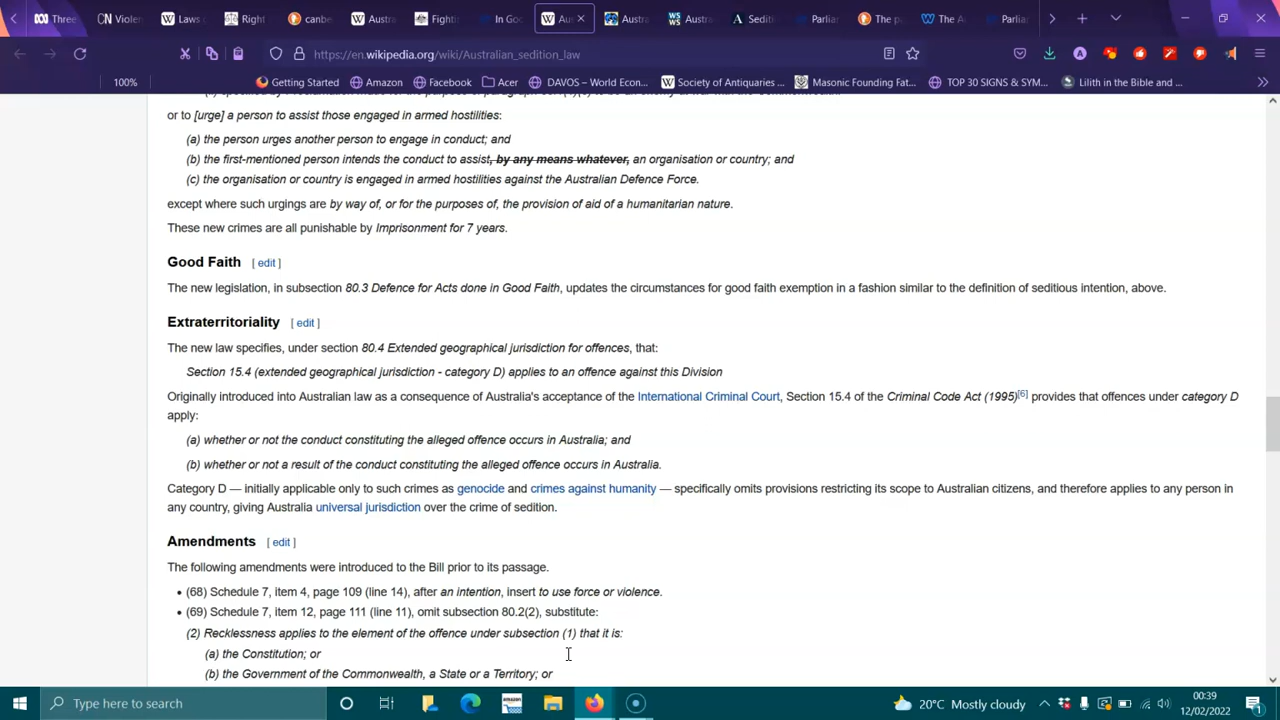 Three
Violen
Laws
Right
canbe
Austra
Fightin
In Goo
Au
Austra
Austra
Sediti
Parlian
The p
The A
Parlian
https://en.wikipedia.org/wiki/Australian_sedition_law
100%
Getting Started
Amazon
Facebook
Acer
DAVOS – World Econ...
Society of Antiquaries ...
Masonic Founding Fat...
TOP 30 SIGNS & SYM...
Lilith in the Bible and ...
or to [urge] a person to assist those engaged in armed hostilities:
(a) the person urges another person to engage in conduct; and
(b) the first-mentioned person intends the conduct to assist, by any means whatever, an organisation or country; and
(c) the organisation or country is engaged in armed hostilities against the Australian Defence Force.
except where such urgings are by way of, or for the purposes of, the provision of aid of a humanitarian nature.
These new crimes are all punishable by Imprisonment for 7 years.
Good Faith [ edit ]
The new legislation, in subsection 80.3 Defence for Acts done in Good Faith, updates the circumstances for good faith exemption in a fashion similar to the definition of seditious intention, above.
Extraterritoriality [ edit ]
The new law specifies, under section 80.4 Extended geographical jurisdiction for offences, that:
Section 15.4 (extended geographical jurisdiction - category D) applies to an offence against this Division
Originally introduced into Australian law as a consequence of Australia's acceptance of the International Criminal Court, Section 15.4 of the Criminal Code Act (1995)[6] provides that offences under category D
apply:
(a) whether or not the conduct constituting the alleged offence occurs in Australia; and
(b) whether or not a result of the conduct constituting the alleged offence occurs in Australia.
Category D — initially applicable only to such crimes as genocide and crimes against humanity — specifically omits provisions restricting its scope to Australian citizens, and therefore applies to any person in
any country, giving Australia universal jurisdiction over the crime of sedition.
Amendments [ edit ]
The following amendments were introduced to the Bill prior to its passage.
• (68) Schedule 7, item 4, page 109 (line 14), after an intention, insert to use force or violence.
• (69) Schedule 7, item 12, page 111 (line 11), omit subsection 80.2(2), substitute:
(2) Recklessness applies to the element of the offence under subsection (1) that it is:
(a) the Constitution; or
(b) the Government of the Commonwealth, a State or a Territory; or
Type here to search
20°C Mostly cloudy
00:39
12/02/2022